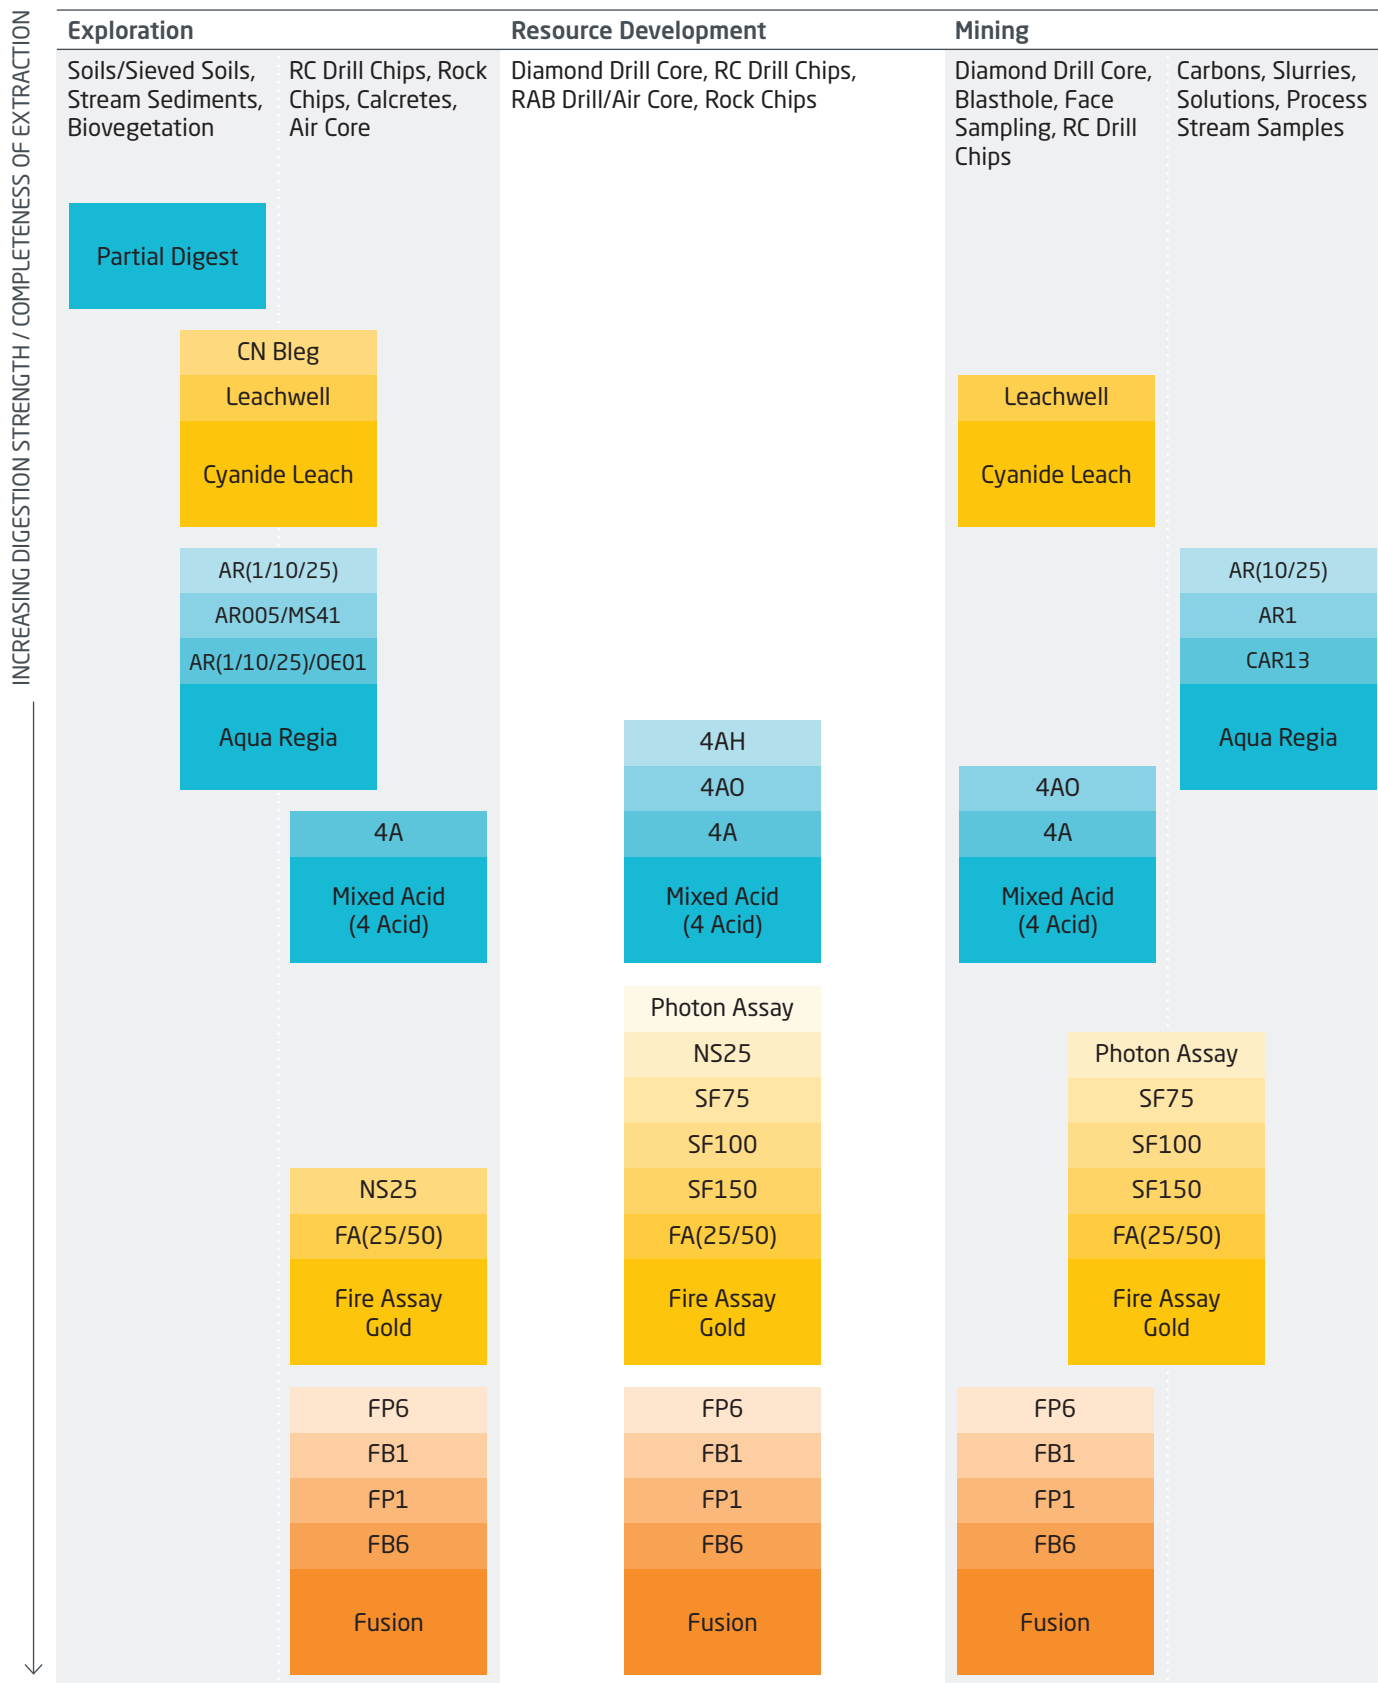 INCREASING DIGESTION STRENGTH / COMPLETENESS OF EXTRACTION
Exploration
Soils/Sieved Soils,
Stream Sediments,
Biovegetation
RC Drill Chips, Rock
Chips, Calcretes,
Air Core
Partial Digest
CN Bleg
Leachwell
Cyanide Leach
AR(1/10/25)
AR005/MS41
AR(1/10/25)/OE01
Aqua Regia
4A
Mixed Acid
(4 Acid)
NS25
FA(25/50)
Fire Assay
Gold
FP6
FB1
FP1
FB6
Fusion
Resource Development
Diamond Drill Core, RC Drill Chips,
RAB Drill/Air Core, Rock Chips
4AH
4AO
4A
Mixed Acid
(4 Acid)
Photon Assay
NS25
SF75
SF100
SF150
FA(25/50)
Fire Assay
Gold
FP6
FB1
FP1
FB6
Fusion
Mining
Diamond Drill Core,
Blasthole, Face
Sampling, RC Drill
Chips
Carbons, Slurries,
Solutions, Process
Stream Samples
Leachwell
Cyanide Leach
AR(10/25)
AR1
CAR13
Aqua Regia
4AO
4A
Mixed Acid
(4 Acid)
Photon Assay
SF75
SF100
SF150
FA(25/50)
Fire Assay
Gold
FP6
FB1
FP1
FB6
Fusion